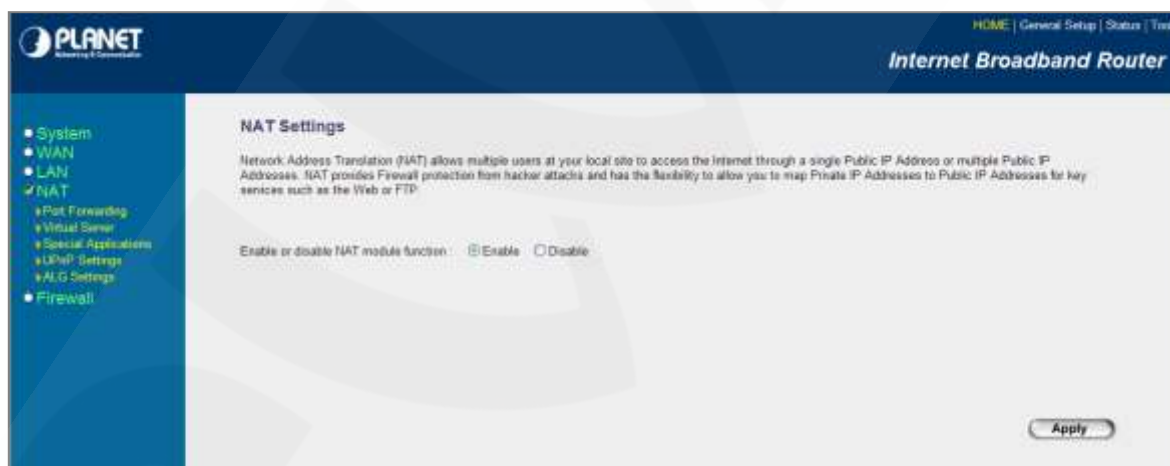 PLANET
Networking & Communication
HOME | General Setup | Status |
Internet Broadband Router
System
WAN
LAN
NAT
Port Forwarding
Virtual Server
Special Applications
UPnP Settings
ALG Settings
Firewall
NAT Settings
Network Address Translation (NAT) allows multiple users at your local site to access the Internet through a single Public IP Address or multiple Public IP
Addresses. NAT provides Firewall protection from hacker attacks and has the flexibility to allow you to map Private IP Addresses to Public IP Addresses for key
services such as the Web or FTP
Enable or disable NAT module function : Enable Disable
Apply